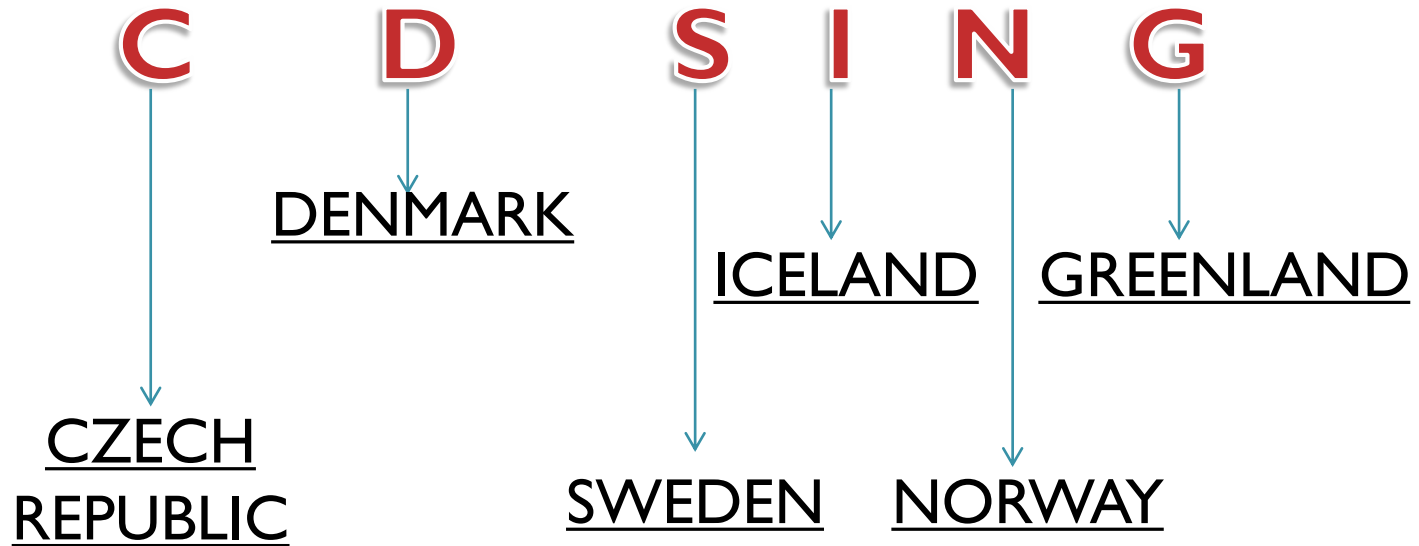 C D S I N G
DENMARK
ICELAND GREENLAND
CZECH
REPUBLIC
SWEDEN NORWAY